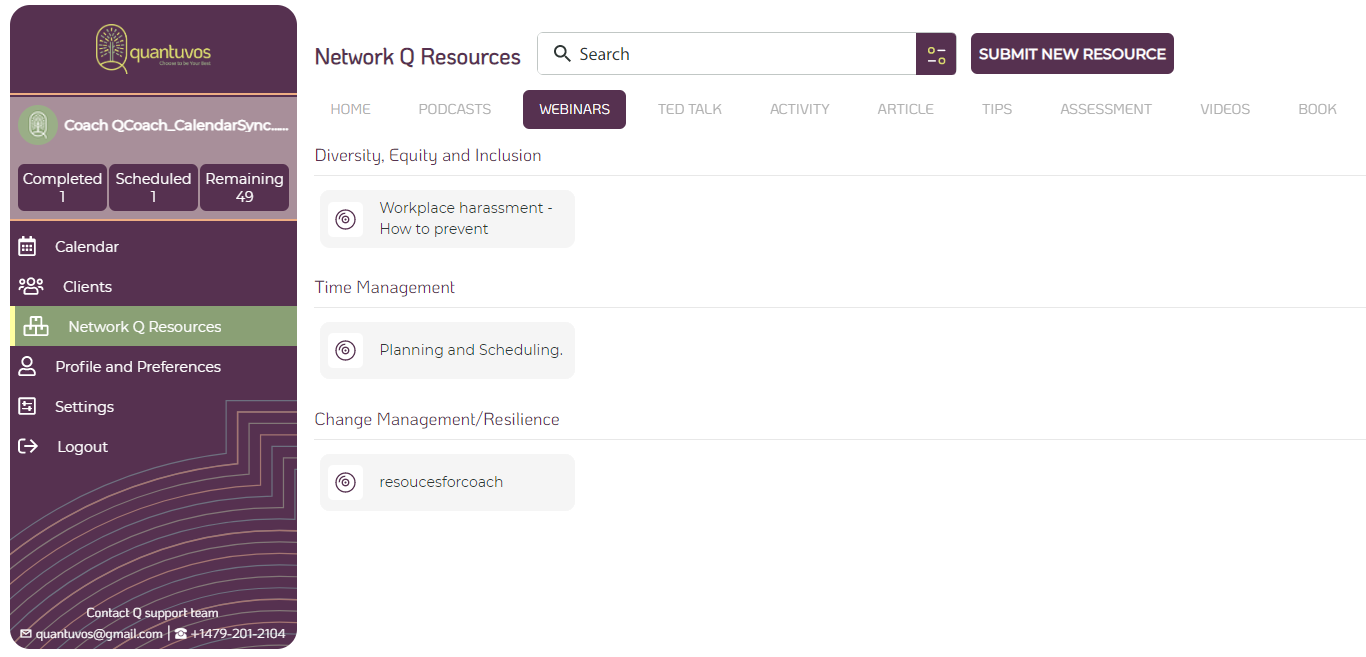 quantuvos
Choose to be Your Best
Coach QCoach_CalendarSync......
Completed
1
Scheduled
1
Remaining
49
Calendar
Clients
Network Q Resources
Profile and Preferences
Settings
Logout
Contact Q support team
quantuvos@gmail.com | +1479-201-2104
Network Q Resources
Search
SUBMIT NEW RESOURCE
HOME PODCASTS WEBINARS TED TALK ACTIVITY ARTICLE TIPS ASSESSMENT VIDEOS BOOK
Diversity, Equity and Inclusion
Workplace harassment -
How to prevent
Time Management
Planning and Scheduling.
Change Management/Resilience
resoucesforcoach